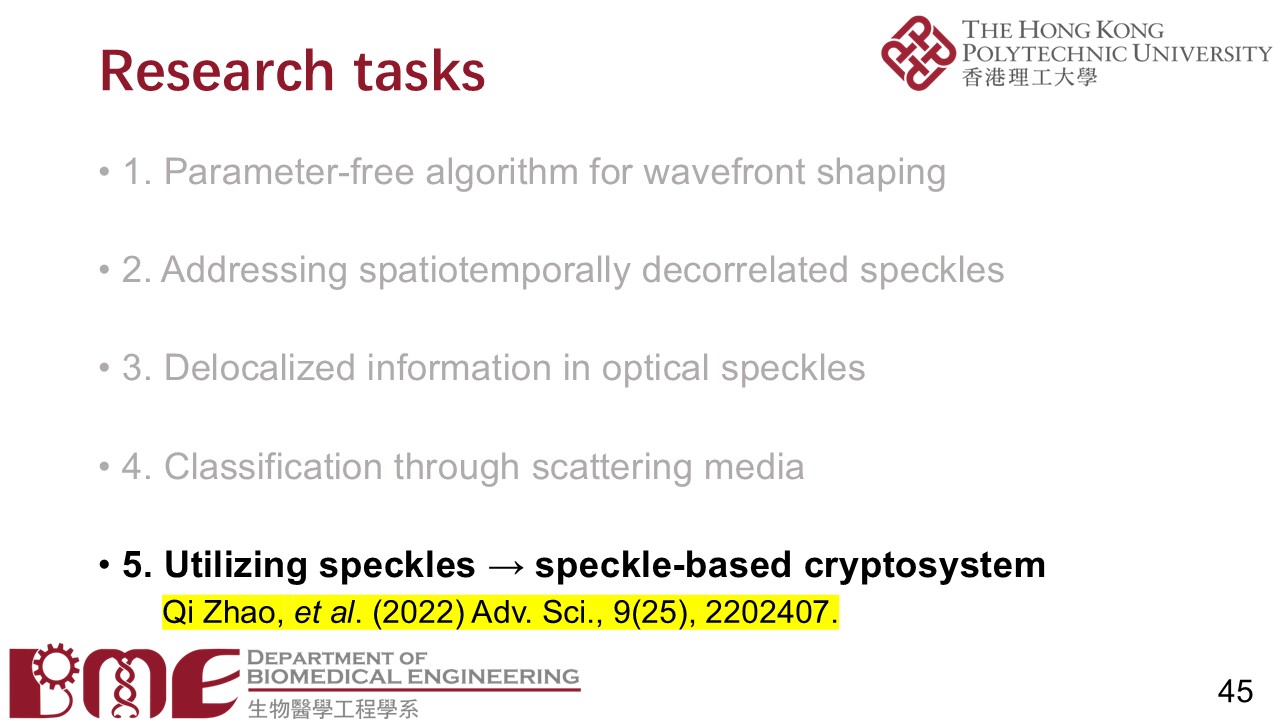 Research tasks
THE HONG KONG
POLYTECHNIC UNIVERSITY
香港理工大學
• 1. Parameter-free algorithm for wavefront shaping
• 2. Addressing spatiotemporally decorrelated speckles
• 3. Delocalized information in optical speckles
• 4. Classification through scattering media
• 5. Utilizing speckles → speckle-based cryptosystem
Qi Zhao, et al. (2022) Adv. Sci., 9(25), 2202407.
BME
DEPARTMENT OF
BIOMEDICAL ENGINEERING
生物醫學工程學系
45